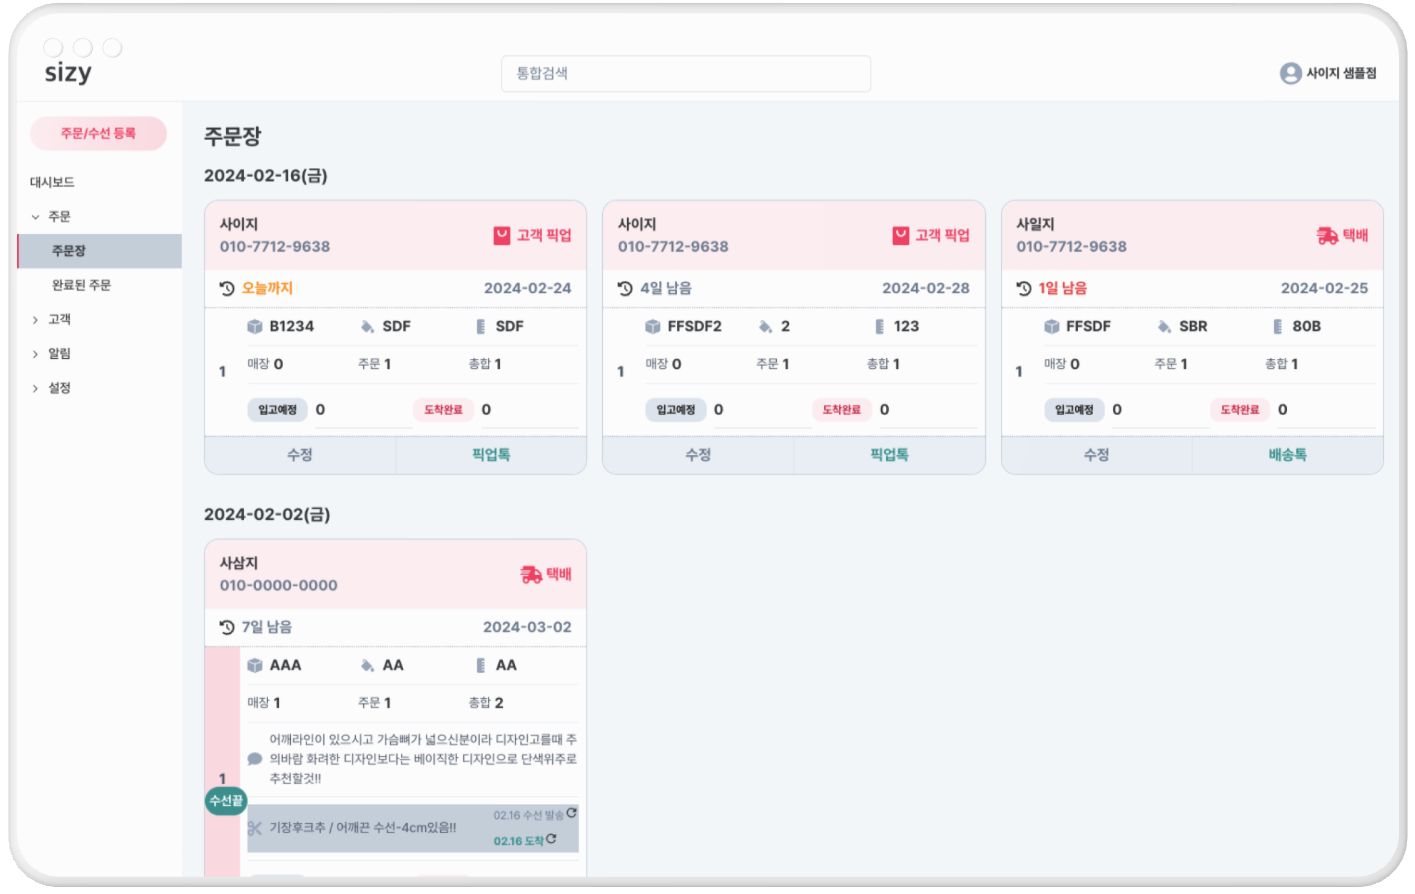 sizy
통합검색
사이지 샘플점
주문/수선 등록
대시보드
주문
주문장
완료된 주문
고객
알림
설정
주문장
2024-02-16(금)
사이지
010-7712-9638
고객 픽업
오늘까지
2024-02-24
1
B1234
SDF
SDF
매장 0
주문 1
총합 1
입고예정 0
도착완료 0
수정
픽업톡
사이지
010-7712-9638
고객 픽업
4일 남음
2024-02-28
1
FFSDF2
2
123
매장 0
주문 1
총합 1
입고예정 0
도착완료 0
수정
픽업톡
사일지
010-7712-9638
택배
1일 남음
2024-02-25
1
FFSDF
SBR
80B
매장 0
주문 1
총합 1
입고예정 0
도착완료 0
수정
배송톡
2024-02-02(금)
사삼지
010-0000-0000
택배
7일 남음
2024-03-02
1
수선끝
AAA
AA
AA
매장 1
주문 1
총합 2
어깨라인이 있으시고 가슴뼈가 넓으신분이라 디자인고를때 주
의바람 화려한 디자인보다는 베이직한 디자인으로 단색위주로
추천할것!!
기장후크추 / 어깨끈 수선-4cm있음!!
02.16 수선 발송
02.16 도착